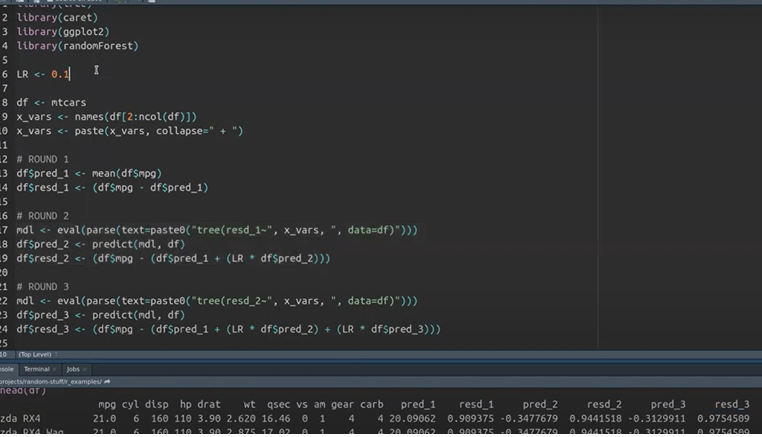 1 library(tree)
2 library(caret)
3 library(ggplot2)
4 library(randomForest)
5
6 LR <- 0.1
7
8 df <- mtcars
9 x_vars <- names(df[2:ncol(df)])
10 x_vars <- paste(x_vars, collapse=" + ")
11
12 # ROUND 1
13 df$pred_1 <- mean(df$mpg)
14 df$resd_1 <- (df$mpg - df$pred_1)
15
16 # ROUND 2
17 mdl <- eval(parse(text=paste0("tree(resd_1~", x_vars, ", data=df)")))
18 df$pred_2 <- predict(mdl, df)
19 df$resd_2 <- (df$mpg - (df$pred_1 + (LR * df$pred_2)))
20
21 # ROUND 3
22 mdl <- eval(parse(text=paste0("tree(resd_2~", x_vars, ", data=df)")))
23 df$pred_3 <- predict(mdl, df)
24 df$resd_3 <- (df$mpg - (df$pred_1 + (LR * df$pred_2) + (LR * df$pred_3)))
25
10 (Top Level)
nsole Terminal Jobs
projects/random-stuff/r_examples/
head(df)
mpg cyl disp hp drat wt qsec vs am gear carb pred_1 resd_1 pred_2 resd_2 pred_3 resd_3
zda RX4 21.0 6 160 110 3.90 2.620 16.46 0 1 4 4 20.09062 0.909375 -0.3477679 0.9441518 -0.3129911 0.9754509
zda RX4 Wag 21.0 6 160 110 3.90 2.875 17.02 0 1 4 4 20.09062 0.909375 -0.3477679 0.9441518 -0.3129911 0.9754509